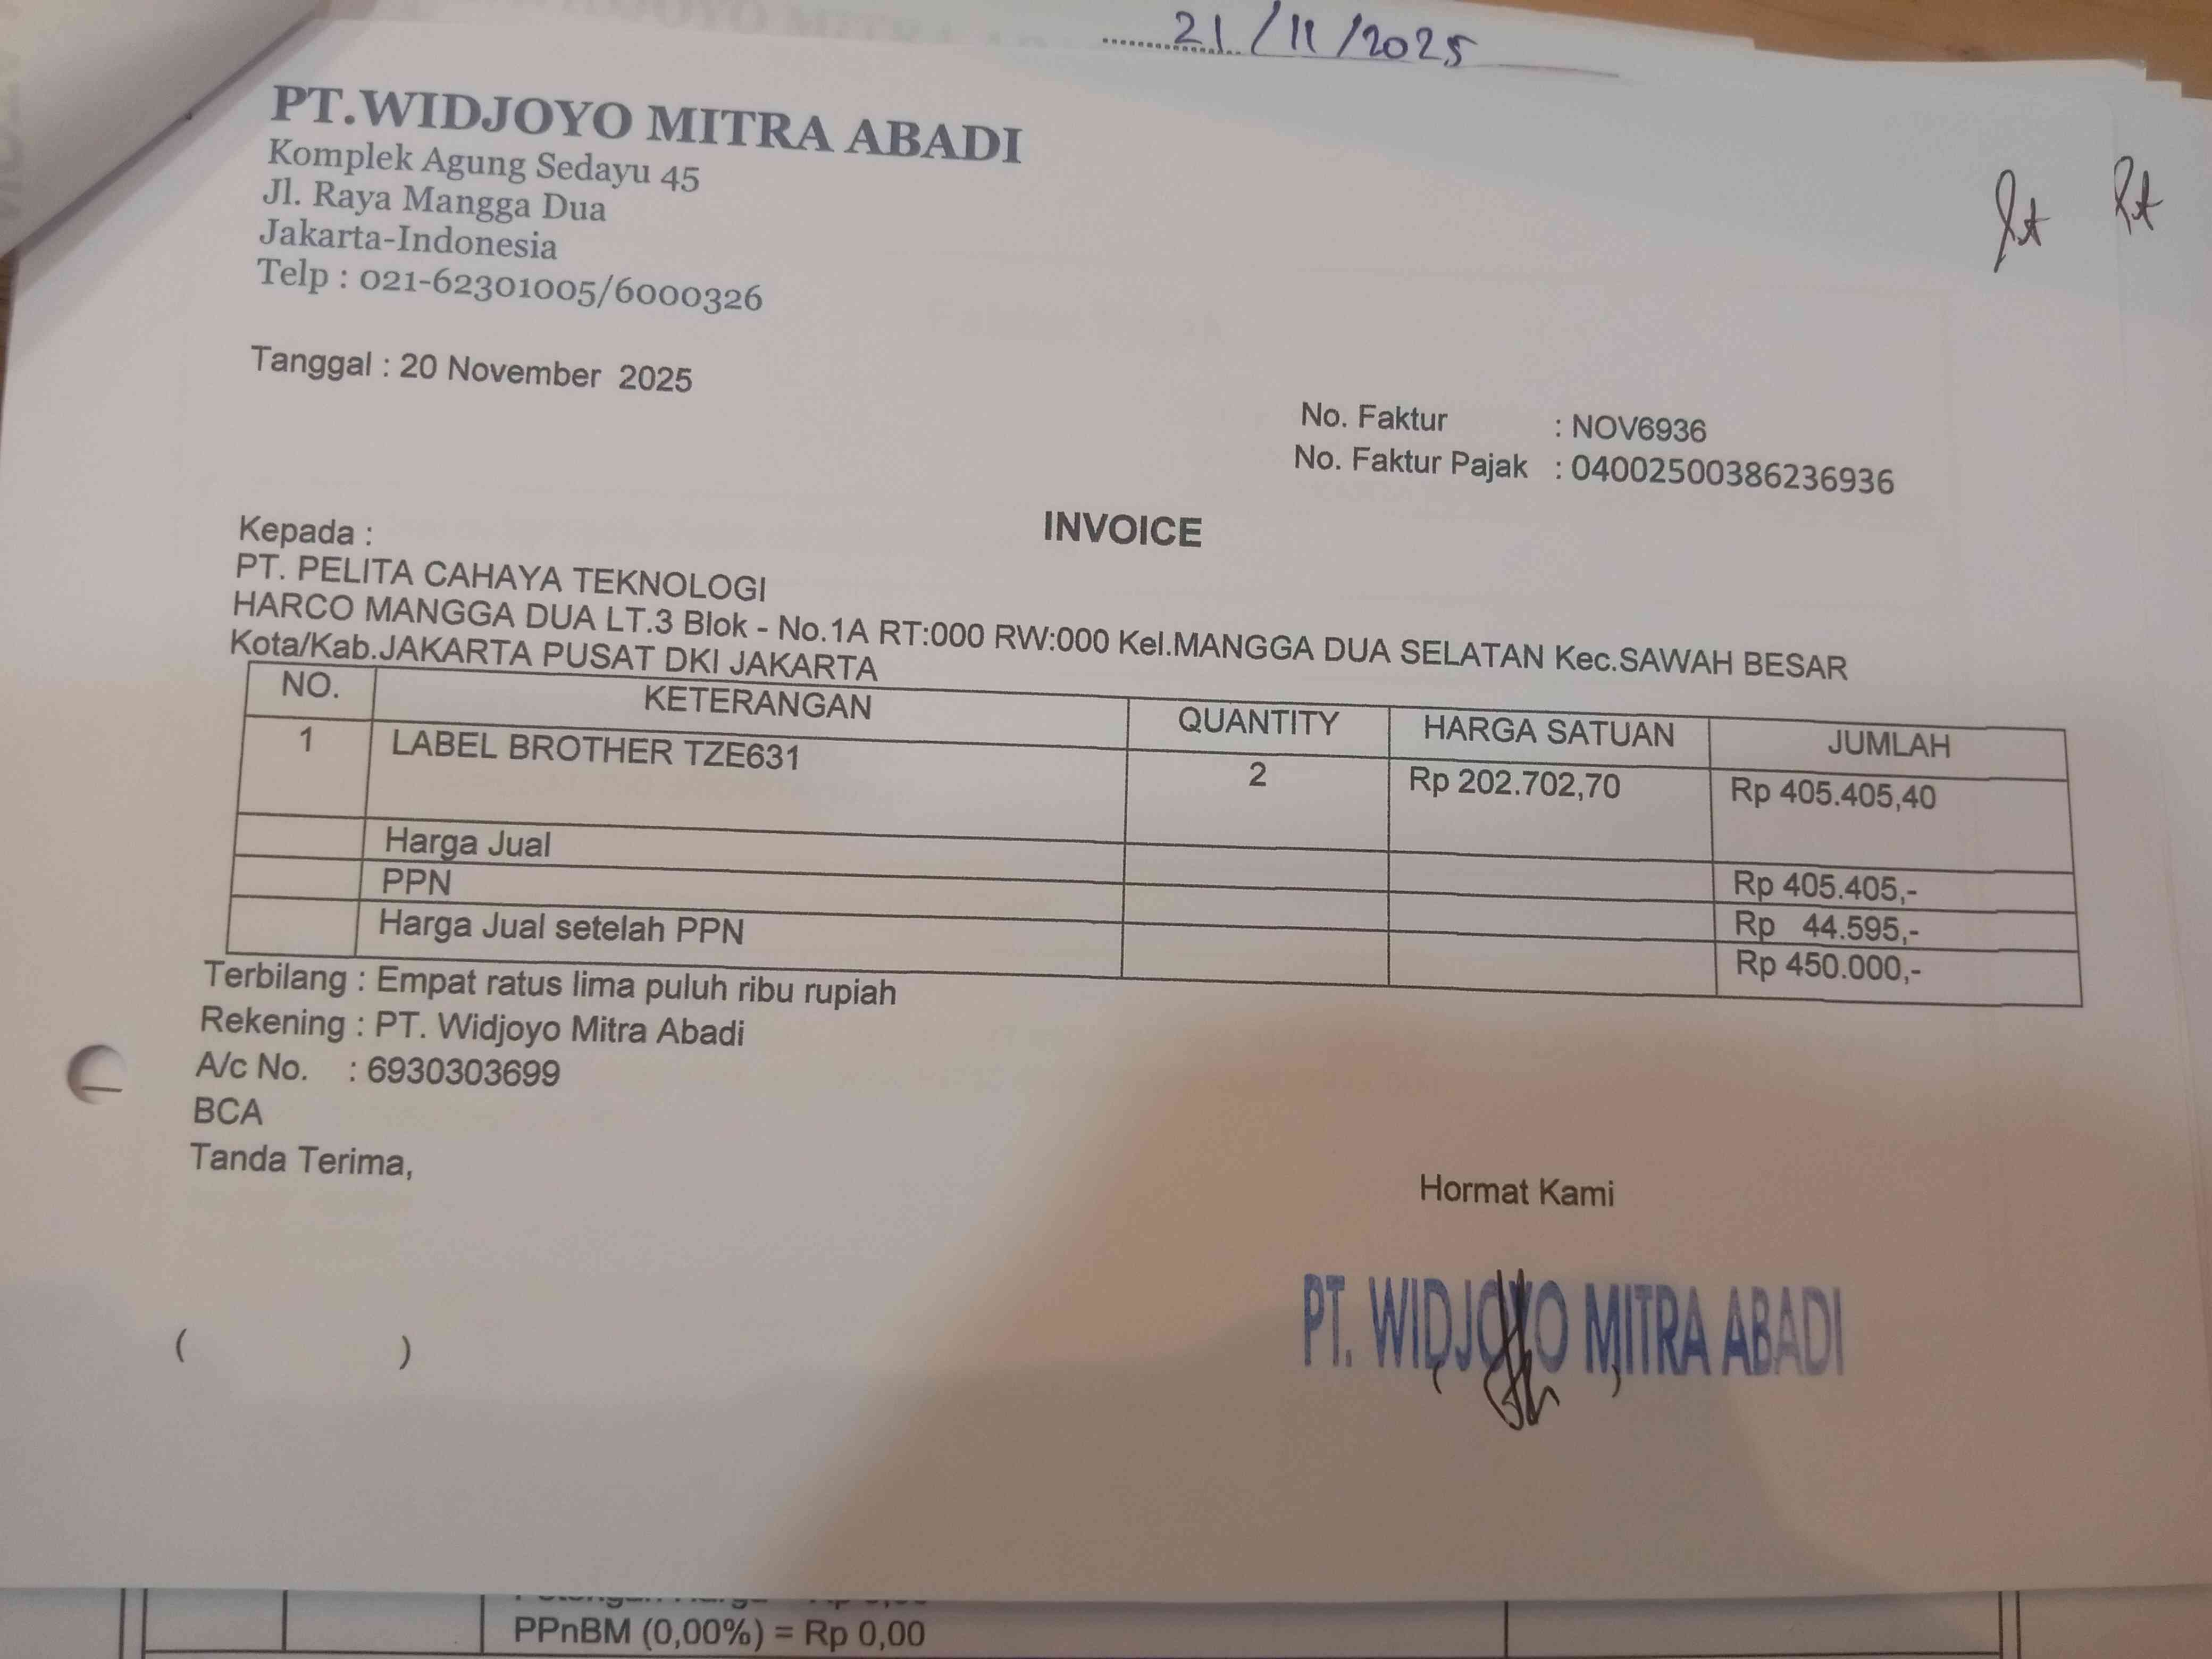 21/11/2025
PT.WIDJOYO MITRA ABADI
Komplek Agung Sedayu 45
Jl. Raya Mangga Dua
Jakarta-Indonesia
Telp : 021-62301005/6000326
Tanggal : 20 November 2025
No. Faktur : NOV6936
No. Faktur Pajak : 04002500386236936
INVOICE
Kepada :
PT. PELITA CAHAYA TEKNOLOGI
HARCO MANGGA DUA LT.3 Blok - No.1A RT:000 RW:000 Kel.MANGGA DUA SELATAN Kec.SAWAH BESAR
Kota/Kab.JAKARTA PUSAT DKI JAKARTA
NO. KETERANGAN QUANTITY HARGA SATUAN JUMLAH
1 LABEL BROTHER TZE631 2 Rp 202.702,70 Rp 405.405,40
Harga Jual Rp 405.405,-
PPN Rp 44.595,-
Harga Jual setelah PPN Rp 450.000,-
Terbilang : Empat ratus lima puluh ribu rupiah
Rekening : PT. Widjoyo Mitra Abadi
A/c No. : 6930303699
BCA
Tanda Terima,
Hormat Kami
PT. WIDJOYO MITRA ABADI
( )
( )
PPnBM (0,00%) = Rp 0,00